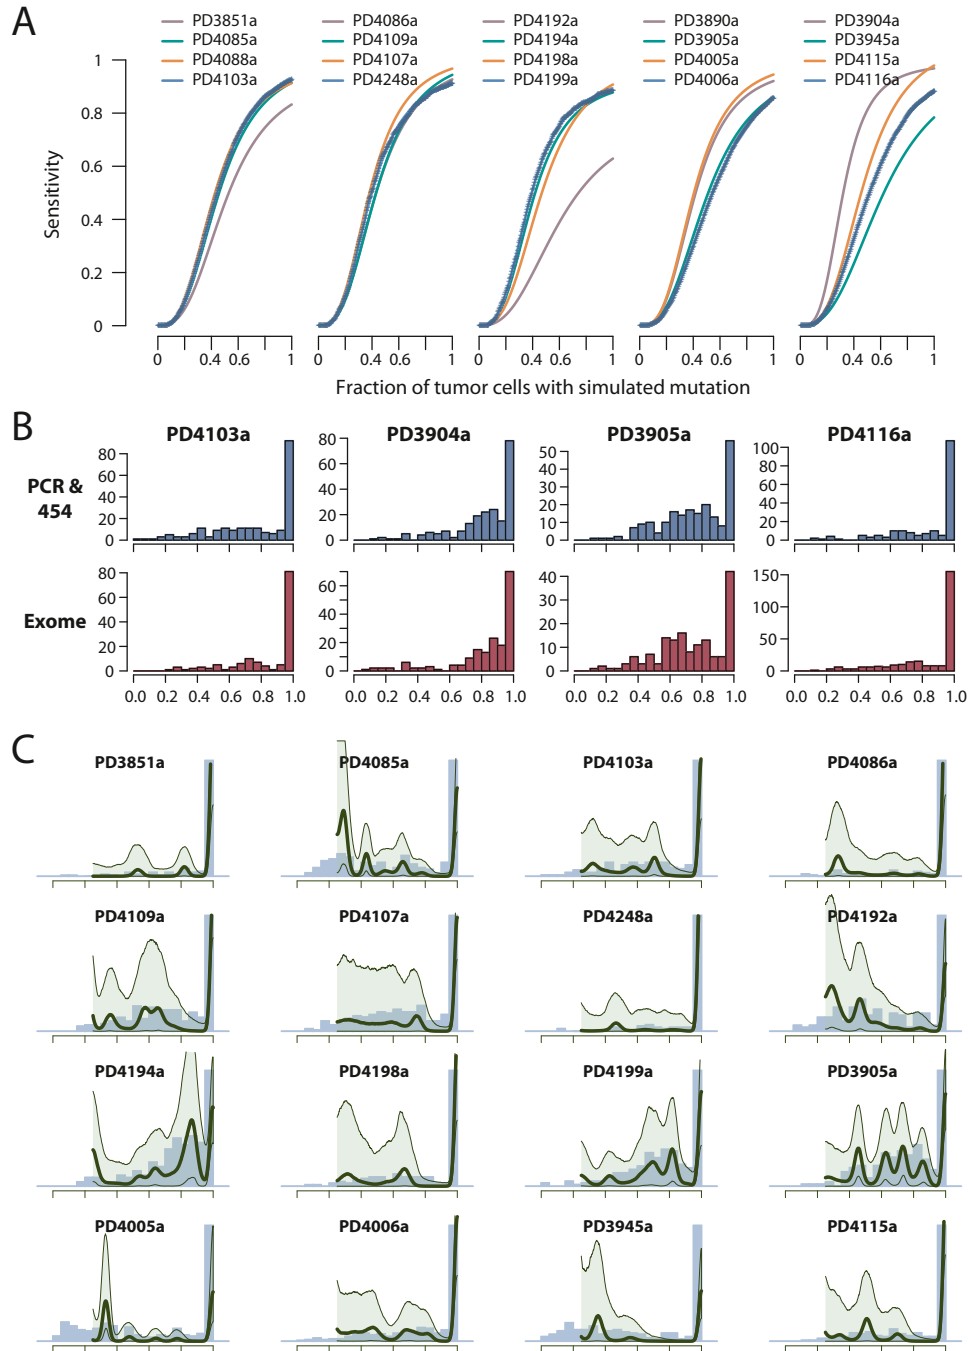 A
PD3851a PD4086a PD4192a PD3890a PD3904a
PD4085a PD4109a PD4194a PD3905a PD3945a
PD4088a PD4107a PD4198a PD4005a PD4115a
PD4103a PD4248a PD4199a PD4006a PD4116a
1
0.8
0.6
0.4
0.2
0
Sensitivity
0 0.4 0.6 1 0 0.4 0.6 1 0 0.4 0.6 1 0 0.4 0.6 1 0 0.4 0.6 1
Fraction of tumor cells with simulated mutation
B
PD4103a PD3904a PD3905a PD4116a
PCR &
454
80 60 40 20 0
80 60 40 20 0
50 40 30 20 10 0
100 80 60 40 20 0
Exome
80 60 40 20 0
60 40 20 0
40 30 20 10 0
150 100 50 0
0.0 0.2 0.4 0.6 0.8 1.0 0.0 0.2 0.4 0.6 0.8 1.0 0.0 0.2 0.4 0.6 0.8 1.0 0.0 0.2 0.4 0.6 0.8 1.0
C
PD3851a PD4085a PD4103a PD4086a
PD4109a PD4107a PD4248a PD4192a
PD4194a PD4198a PD4199a PD3905a
PD4005a PD4006a PD3945a PD4115a